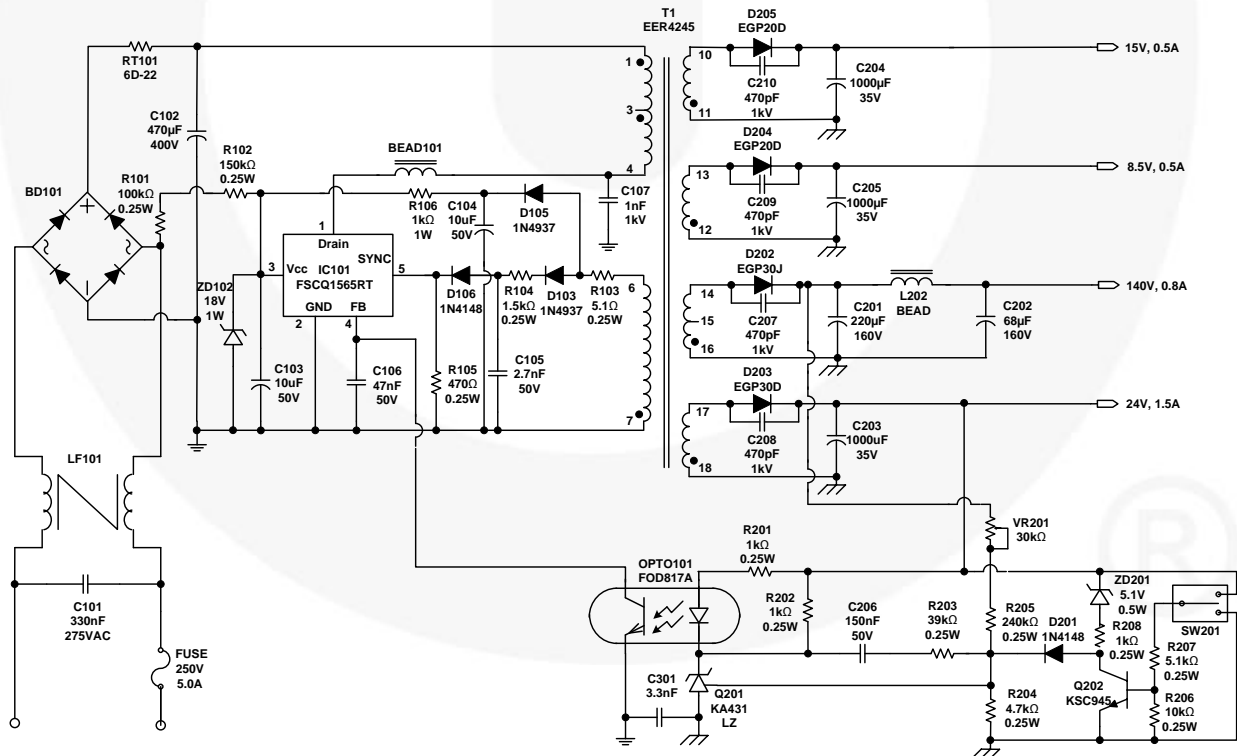 T1
EER4245
D205
EGP20D
RT101
6D-22
1
3
4
10
11
C210
470pF
1kV
C204
1000µF
35V
15V, 0.5A
C102
470µF
400V
R102
150kΩ
0.25W
BEAD101
D204
EGP20D
13
12
C209
470pF
1kV
C205
1000µF
35V
8.5V, 0.5A
BD101
R101
100kΩ
0.25W
R106
1kΩ
1W
C104
10uF
50V
D105
1N4937
C107
1nF
1kV
1
Drain
SYNC
5
3
Vcc
IC101
FSCQ1565RT
GND
FB
2
4
ZD102
18V
1W
D106
1N4148
R104
1.5kΩ
0.25W
D103
1N4937
R103
5.1Ω
0.25W
6
7
D202
EGP30J
14
15
16
C207
470pF
1kV
C201
220µF
160V
L202
BEAD
C202
68µF
160V
140V, 0.8A
C103
10uF
50V
C106
47nF
50V
R105
470Ω
0.25W
C105
2.7nF
50V
D203
EGP30D
17
18
C208
470pF
1kV
C203
1000uF
35V
24V, 1.5A
LF101
C101
330nF
275VAC
FUSE
250V
5.0A
OPTO101
FOD817A
R201
1kΩ
0.25W
R202
1kΩ
0.25W
C206
150nF
50V
R203
39kΩ
0.25W
VR201
30kΩ
R205
240kΩ
0.25W
D201
1N4148
ZD201
5.1V
0.5W
R208
1kΩ
0.25W
SW201
R207
5.1kΩ
0.25W
C301
3.3nF
Q201
KA431
LZ
R204
4.7kΩ
0.25W
Q202
KSC945
R206
10kΩ
0.25W
®